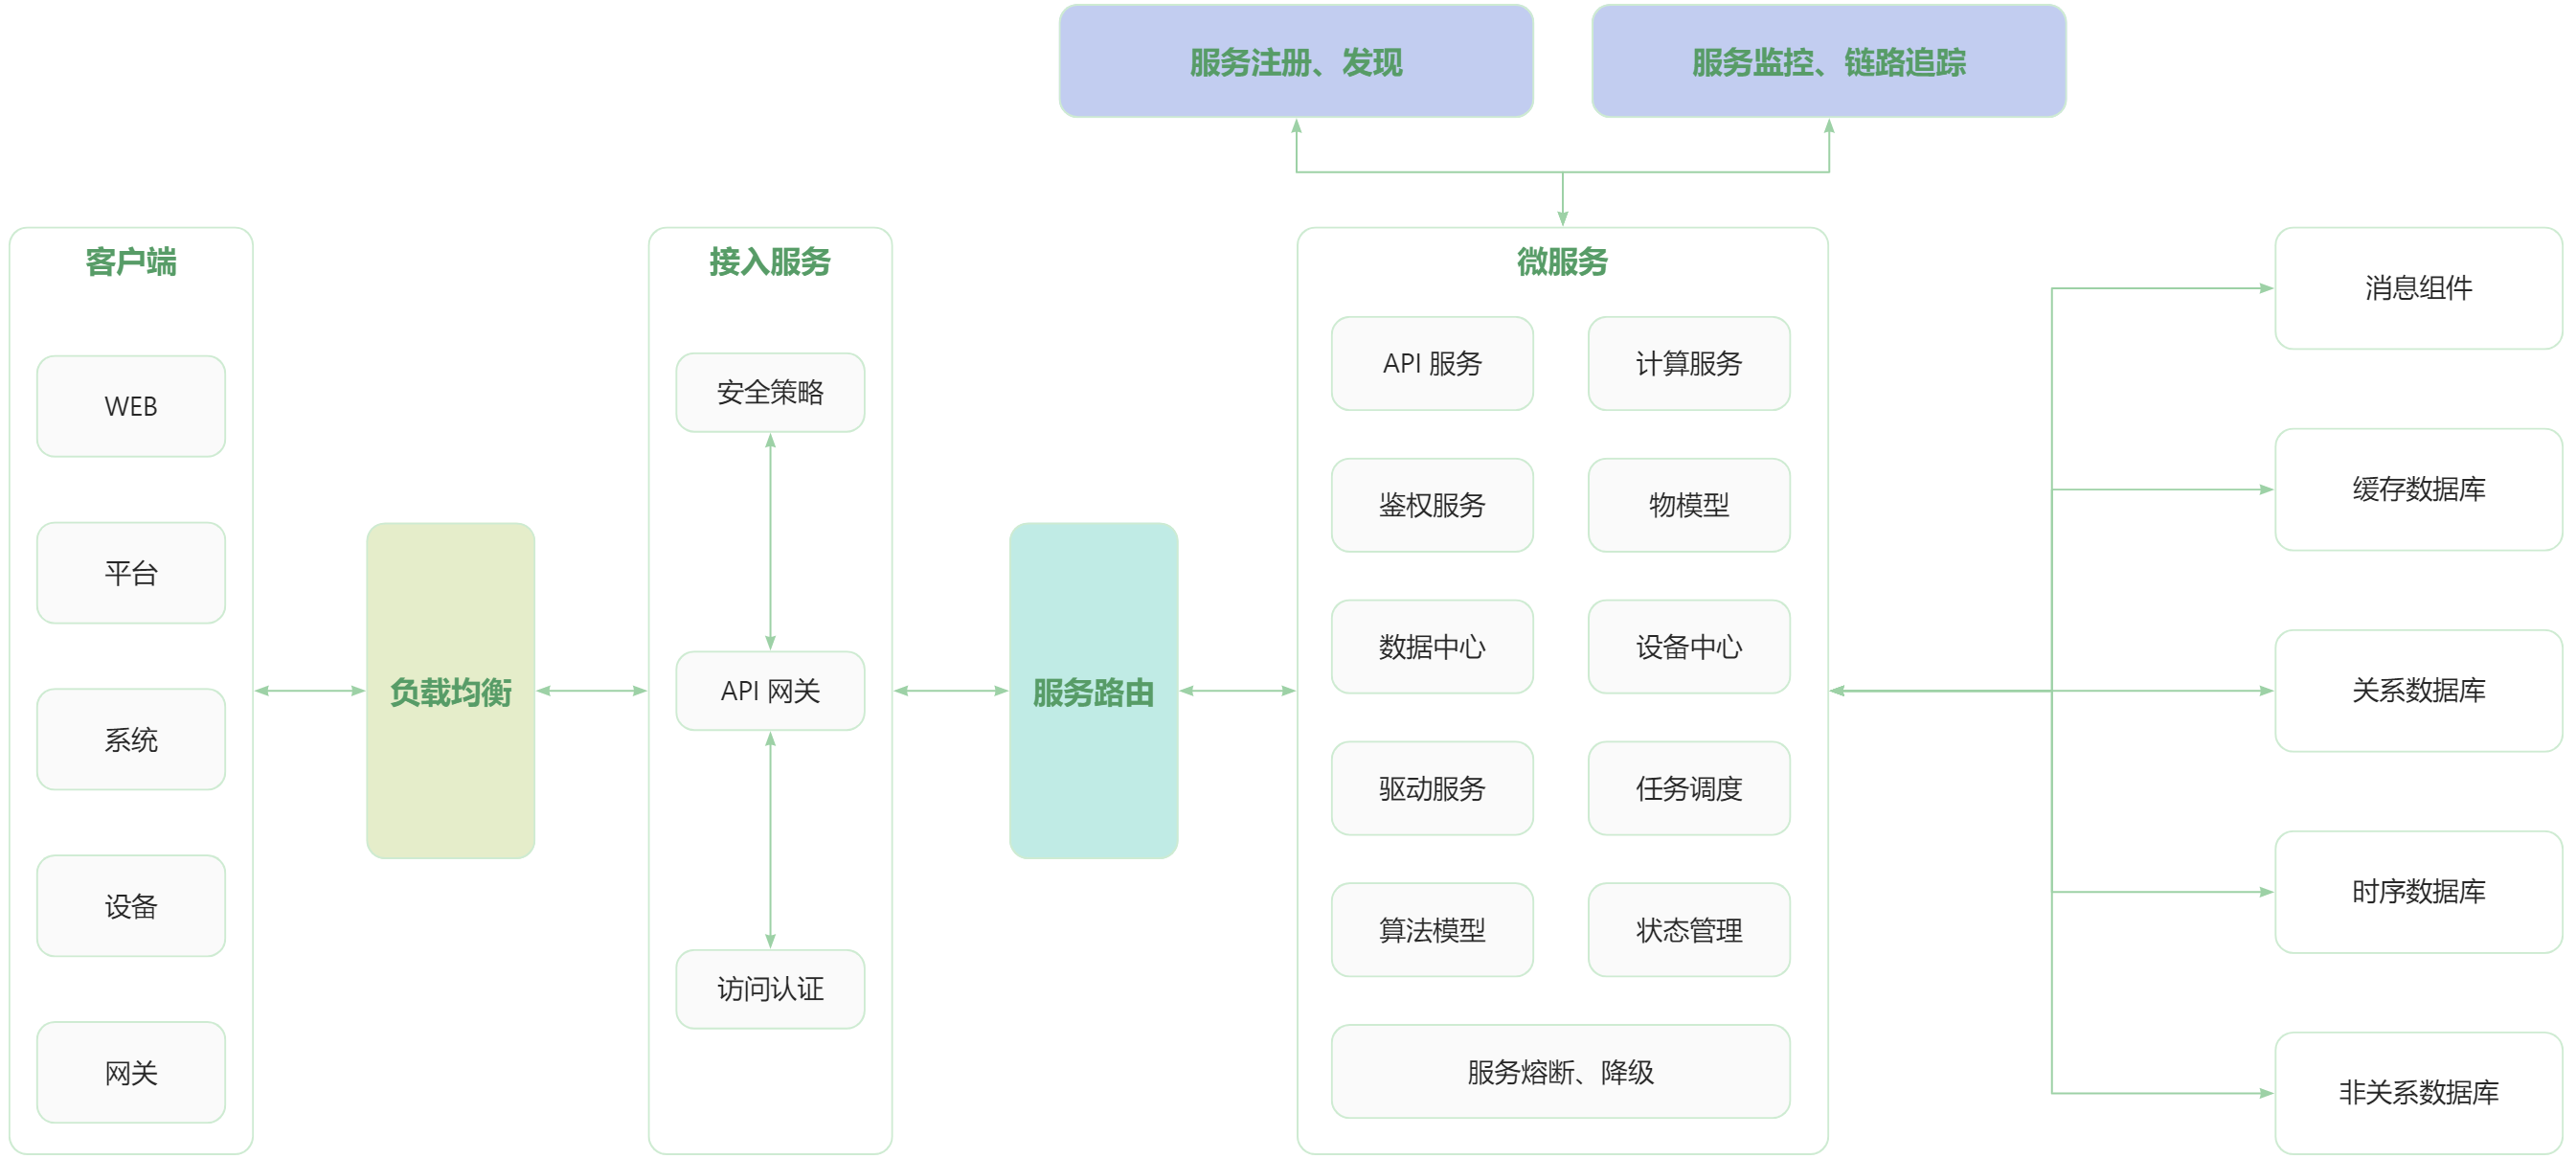 服务注册、发现
服务监控、链路追踪
客户端
WEB
平台
系统
设备
网关
负载均衡
接入服务
安全策略
API 网关
访问认证
服务路由
微服务
API 服务
计算服务
鉴权服务
物模型
数据中心
设备中心
驱动服务
任务调度
算法模型
状态管理
服务熔断、降级
消息组件
缓存数据库
关系数据库
时序数据库
非关系数据库